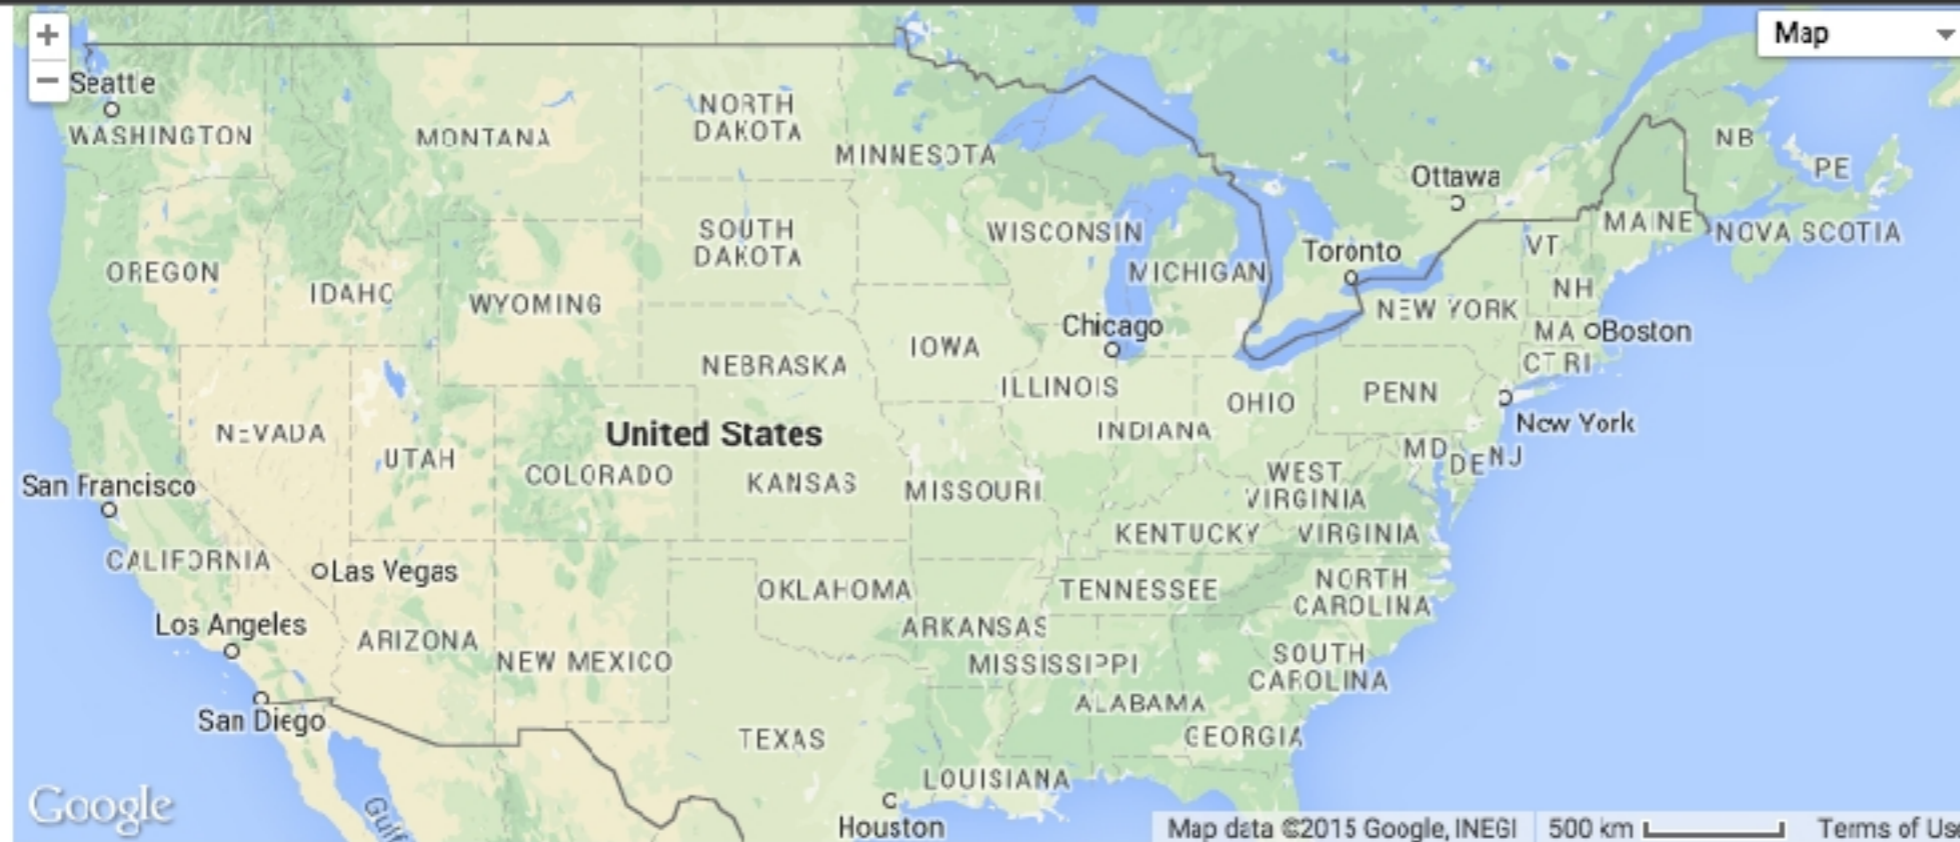 +
Map
−
Seattle
WASHINGTON
MONTANA
NORTH
DAKOTA
MINNESOTA
NB
PE
Ottawa
OREGON
IDAHO
WYOMING
SOUTH
DAKOTA
WISCONSIN
MICHIGAN
Toronto
VT
MAINE
NOVA SCOTIA
NH
NEW YORK
MA
Boston
CT RI
Chicago
IOWA
NEBRASKA
ILLINOIS
OHIO
PENN
New York
NEVADA
UTAH
United States
COLORADO
KANSAS
MISSOURI
INDIANA
MD
DE
NJ
WEST
VIRGINIA
San Francisco
CALIFORNIA
Las Vegas
KENTUCKY
VIRGINIA
OKLAHOMA
TENNESSEE
NORTH
CAROLINA
Los Angeles
ARIZONA
NEW MEXICO
ARKANSAS
MISSISSIPPI
SOUTH
CAROLINA
San Diego
TEXAS
ALABAMA
GEORGIA
LOUISIANA
Google
Gulf
Houston
Map data ©2015 Google, INEGI
500 km
Terms of Use